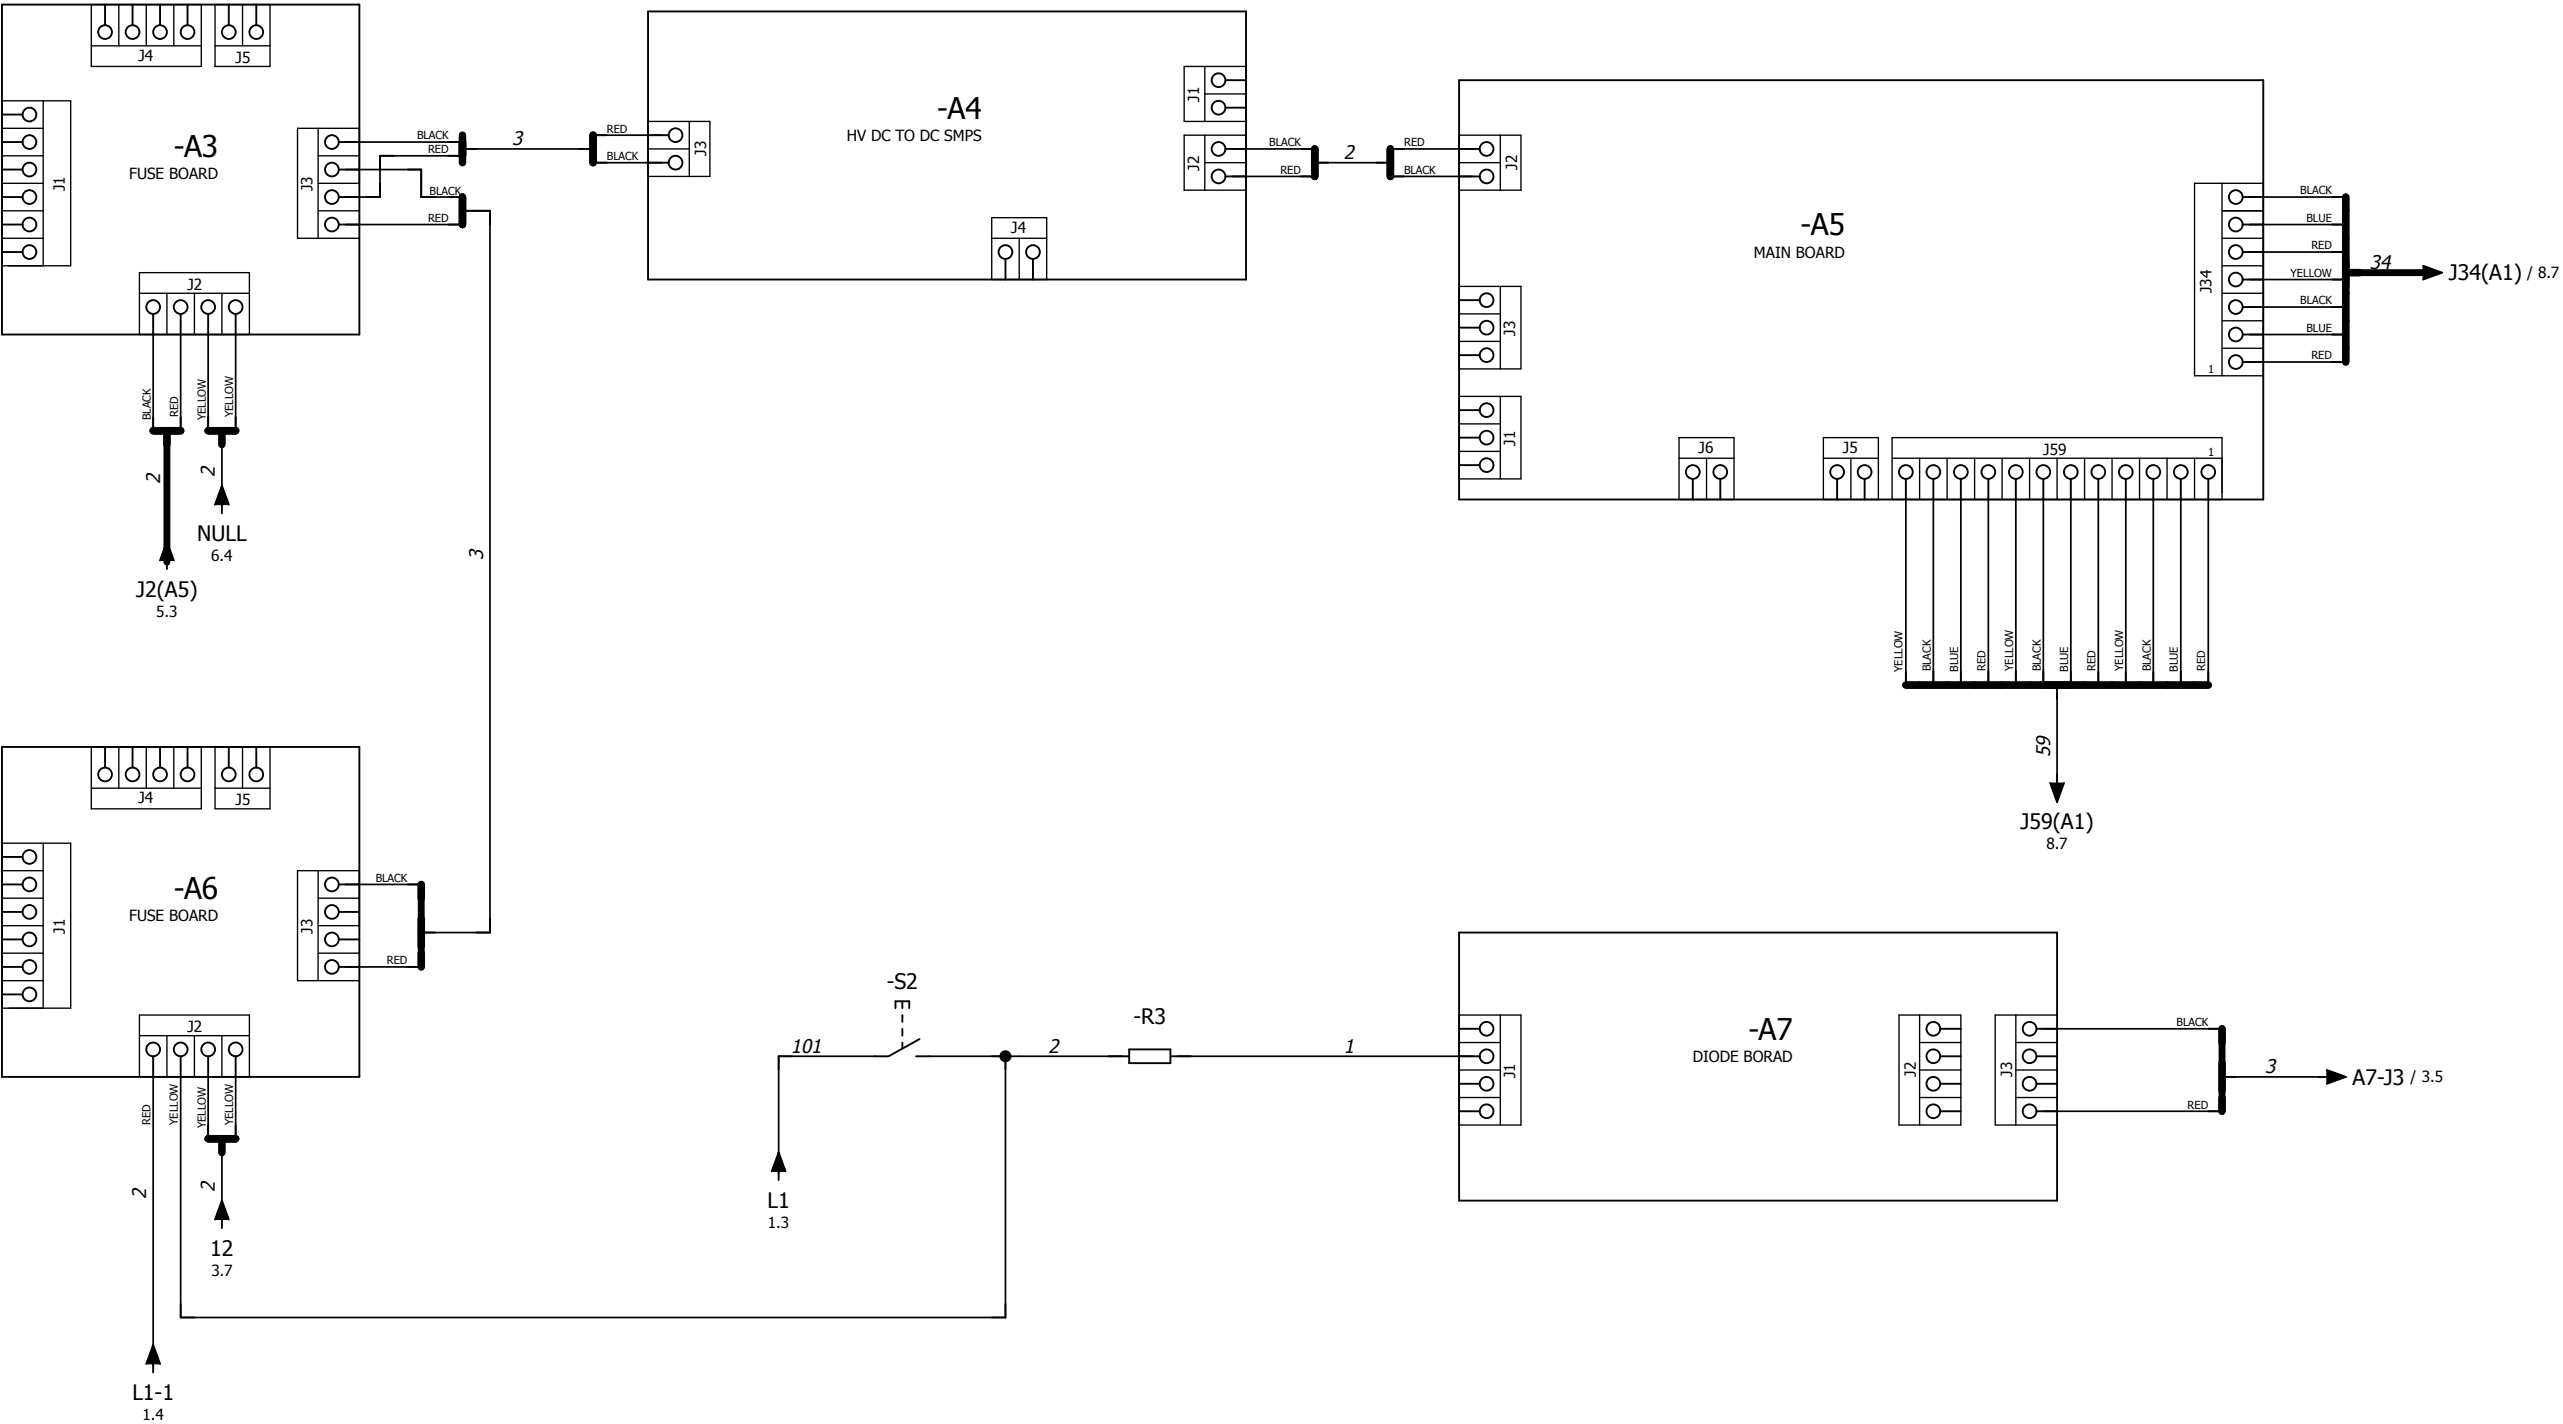 J4
J5
-A3
FUSE BOARD
J1
J3
J2
BLACK
RED
BLACK
RED
3
RED
BLACK
J3
-A4
HV DC TO DC SMPS
J1
J2
J4
BLACK
RED
2
RED
BLACK
J2
-A5
MAIN BOARD
J3
J1
J6
J5
J59
1
J34
1
BLACK
BLUE
RED
YELLOW
BLACK
BLUE
RED
34
J34(A1) / 8.7
BLACK
RED
YELLOW
YELLOW
2
2
NULL
6.4
J2(A5)
5.3
3
YELLOW
BLACK
BLUE
RED
YELLOW
BLACK
BLUE
RED
YELLOW
BLACK
BLUE
RED
59
J59(A1)
8.7
J4
J5
-A6
FUSE BOARD
J1
J3
J2
BLACK
RED
RED
YELLOW
YELLOW
YELLOW
2
2
12
3.7
L1-1
1.4
-S2
101
L1
1.3
2
-R3
1
J1
-A7
DIODE BORAD
J2
J3
BLACK
RED
3
A7-J3 / 3.5